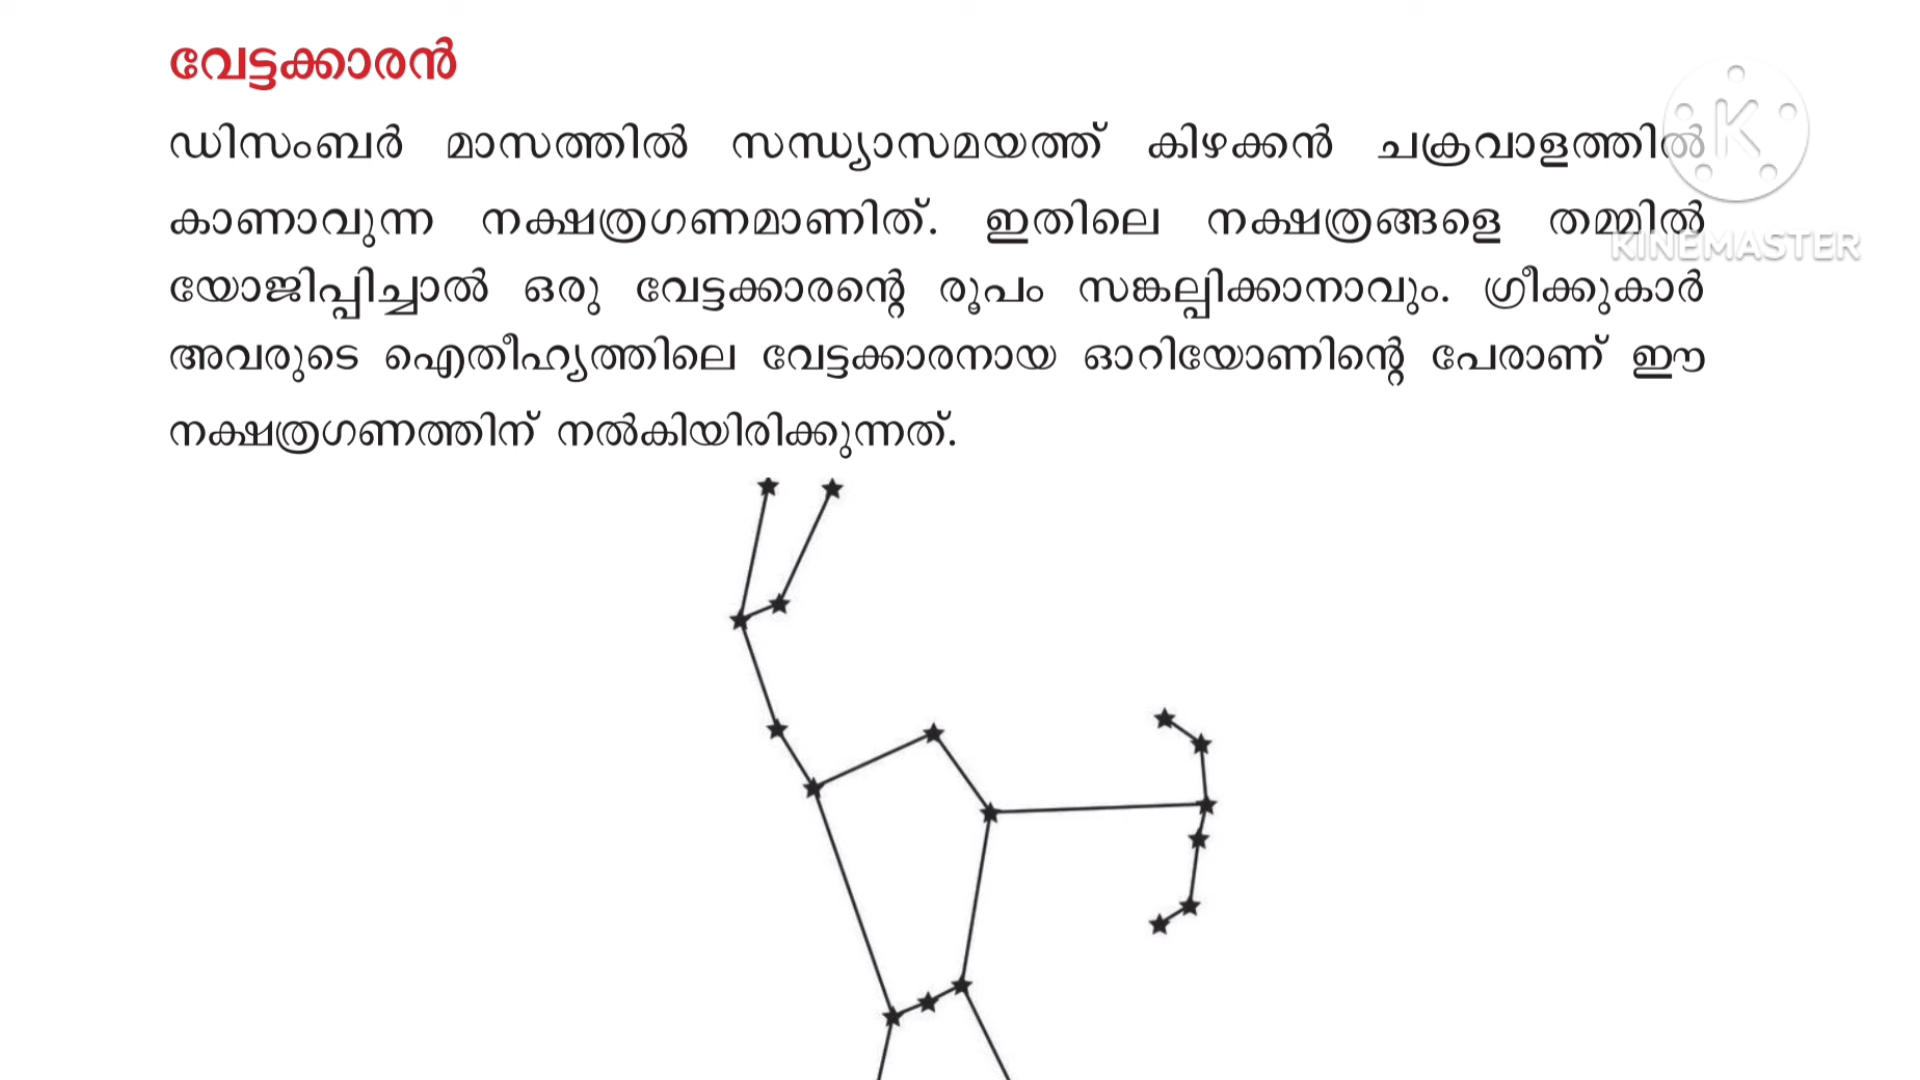 വേട്ടക്കാരൻ
ഡിസംബർ മാസത്തിൽ സന്ധ്യാസമയത്ത് കിഴക്കൻ ചക്രവാളത്തിൽ
കാണാവുന്ന നക്ഷത്രഗണമാണിത്. ഇതിലെ നക്ഷത്രങ്ങളെ തമ്മിൽ
യോജിപ്പിച്ചാൽ ഒരു വേട്ടക്കാരന്റെ രൂപം സങ്കല്പിക്കാനാവും. ഗ്രീക്കുകാർ
അവരുടെ ഐതീഹ്യത്തിലെ വേട്ടക്കാരനായ ഓറിയോണിന്റെ പേരാണ് ഈ
നക്ഷത്രഗണത്തിന് നൽകിയിരിക്കുന്നത്.
K
KINEMASTER